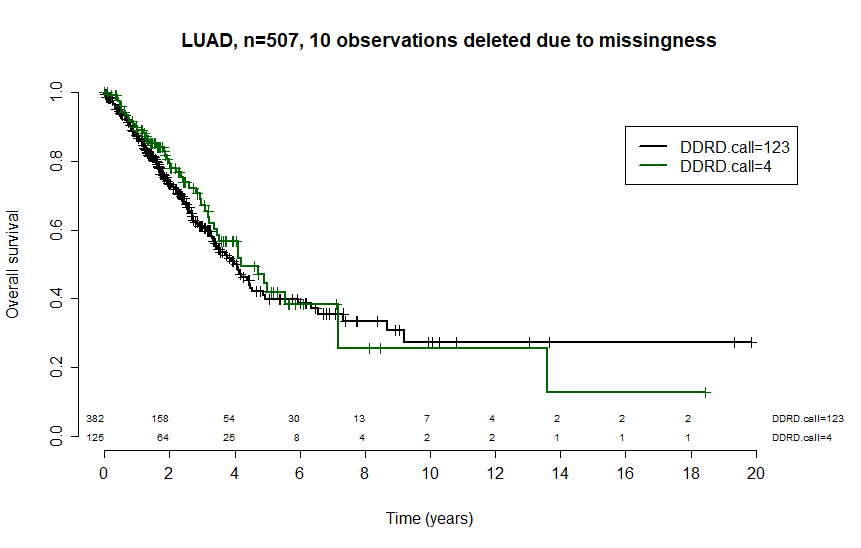 LUAD, n=507, 10 observations deleted due to missingness
1.0
0.8
0.6
0.4
0.2
0.0
Overall survival
DDRD.call=123
DDRD.call=4
382 158 54 30 13 7 4 2 2 2 DDRD.call=123
125 64 25 8 4 2 2 1 1 1 DDRD.call=4
0 2 4 6 8 10 12 14 16 18 20
Time (years)